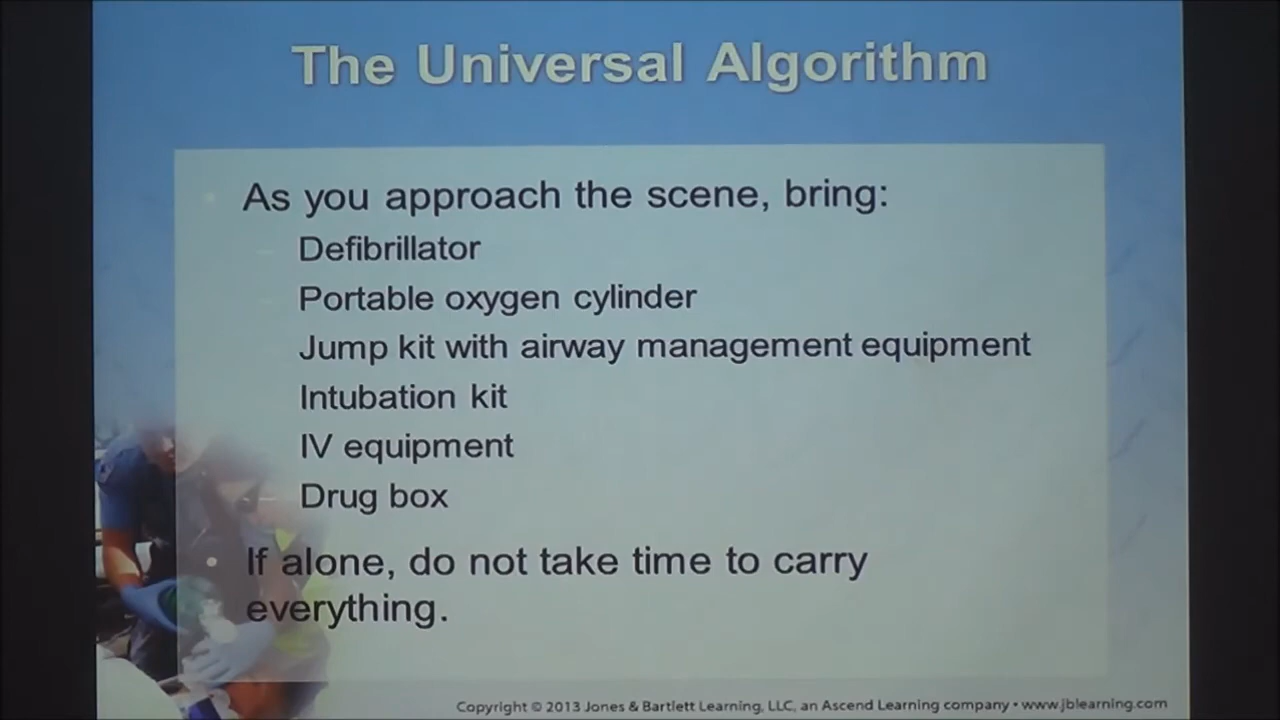 The Universal Algorithm
As you approach the scene, bring:
Defibrillator
Portable oxygen cylinder
Jump kit with airway management equipment
Intubation kit
IV equipment
Drug box
If alone, do not take time to carry
everything.
Copyright © 2013 Jones & Bartlett Learning, LLC, an Ascend Learning company • www.jblearning.com